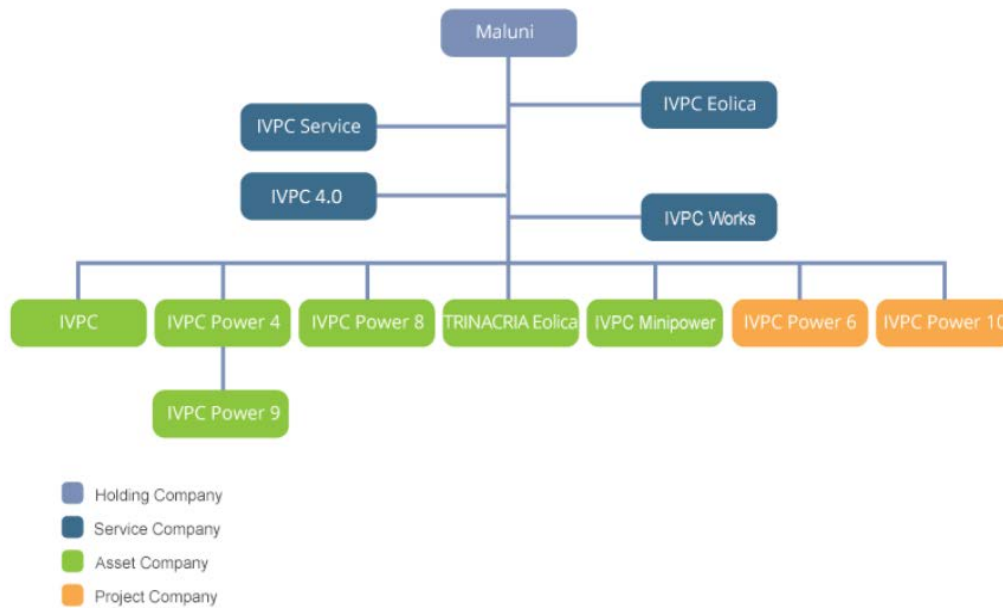 Maluni
IVPC Eolica
IVPC Service
IVPC 4.0
IVPC Works
IVPC
IVPC Power 4
IVPC Power 8
TRINACRIA Eolica
IVPC Minipower
IVPC Power 6
IVPC Power 10
IVPC Power 9
Holding Company
Service Company
Asset Company
Project Company